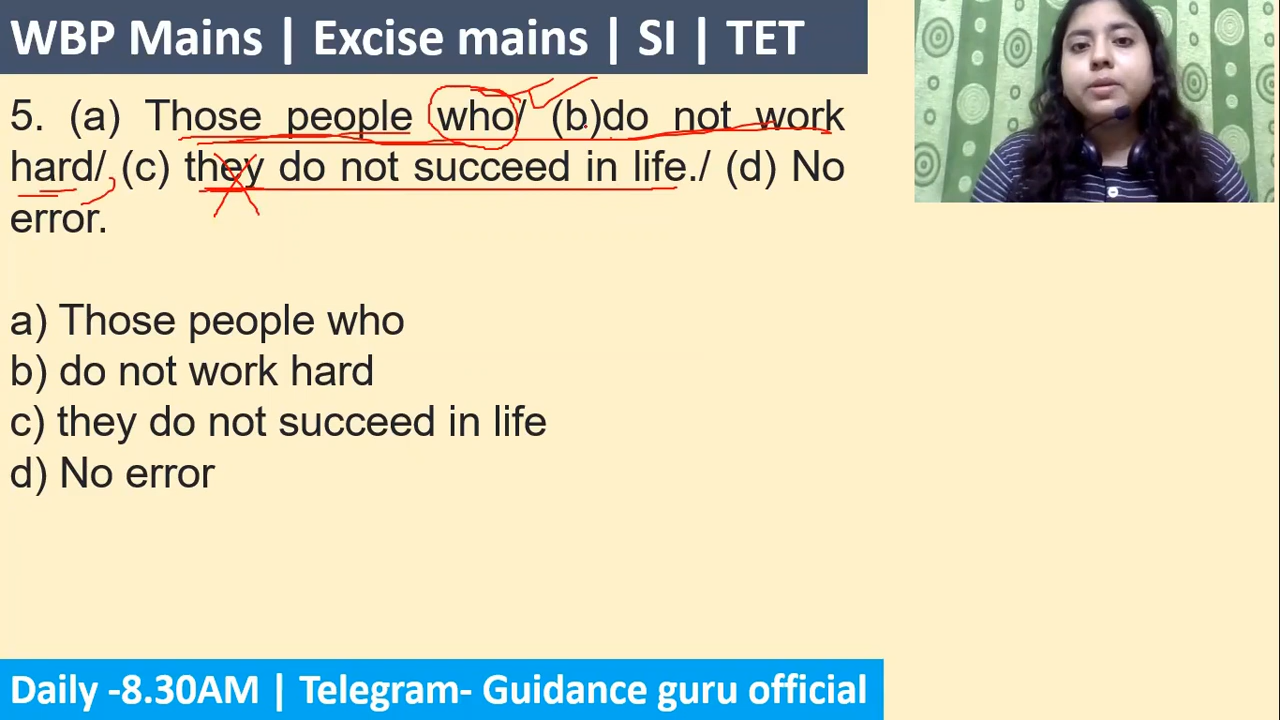 WBP Mains | Excise mains | SI | TET
5. (a) Those people who/ (b)do not work
hard/ (c) they do not succeed in life./ (d) No
error.
a) Those people who
b) do not work hard
c) they do not succeed in life
d) No error
Daily -8.30AM | Telegram- Guidance guru official